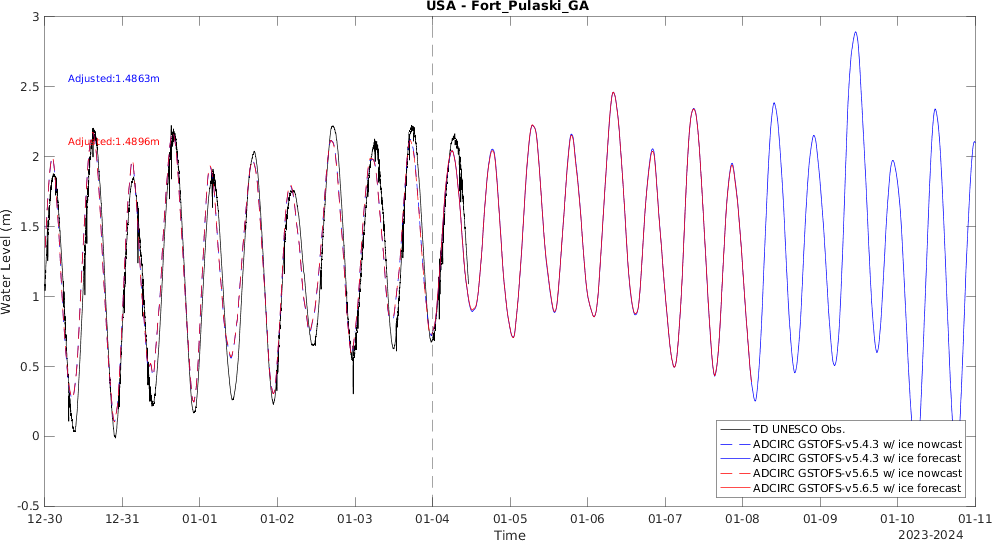 USA - Fort_Pulaski_GA
3
2.5
2
1.5
1
0.5
0
-0.5
Water Level (m)
Adjusted:1.4863m
Adjusted:1.4896m
TD UNESCO Obs.
ADCIRC GSTOFS-v5.4.3 w/ ice nowcast
ADCIRC GSTOFS-v5.4.3 w/ ice forecast
ADCIRC GSTOFS-v5.6.5 w/ ice nowcast
ADCIRC GSTOFS-v5.6.5 w/ ice forecast
12-30 12-31 01-01 01-02 01-03 01-04 01-05 01-06 01-07 01-08 01-09 01-10 01-11
Time
2023-2024